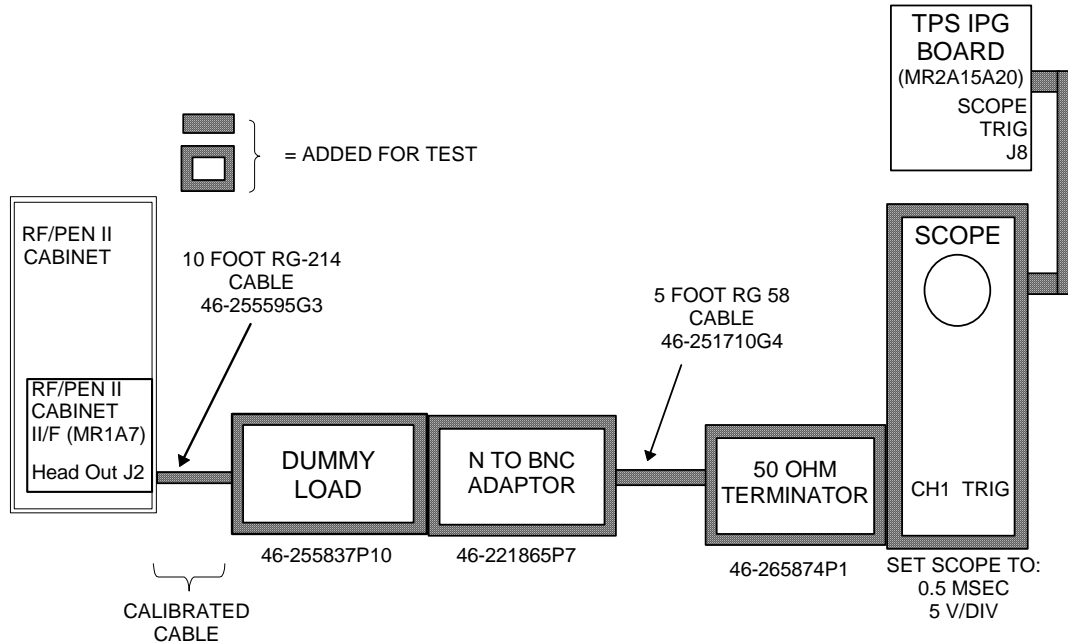 TPS IPG
BOARD
(MR2A15A20)
SCOPE
TRIG
J8
= ADDED FOR TEST
RF/PEN II
CABINET
10 FOOT RG-214
CABLE
46-255595G3
5 FOOT RG 58
CABLE
46-251710G4
SCOPE
RF/PEN II
CABINET
II/F (MR1A7)
Head Out J2
DUMMY
LOAD
N TO BNC
ADAPTOR
50 OHM
TERMINATOR
CH1 TRIG
46-255837P10
46-221865P7
46-265874P1
SET SCOPE TO:
0.5 MSEC
5 V/DIV
CALIBRATED
CABLE